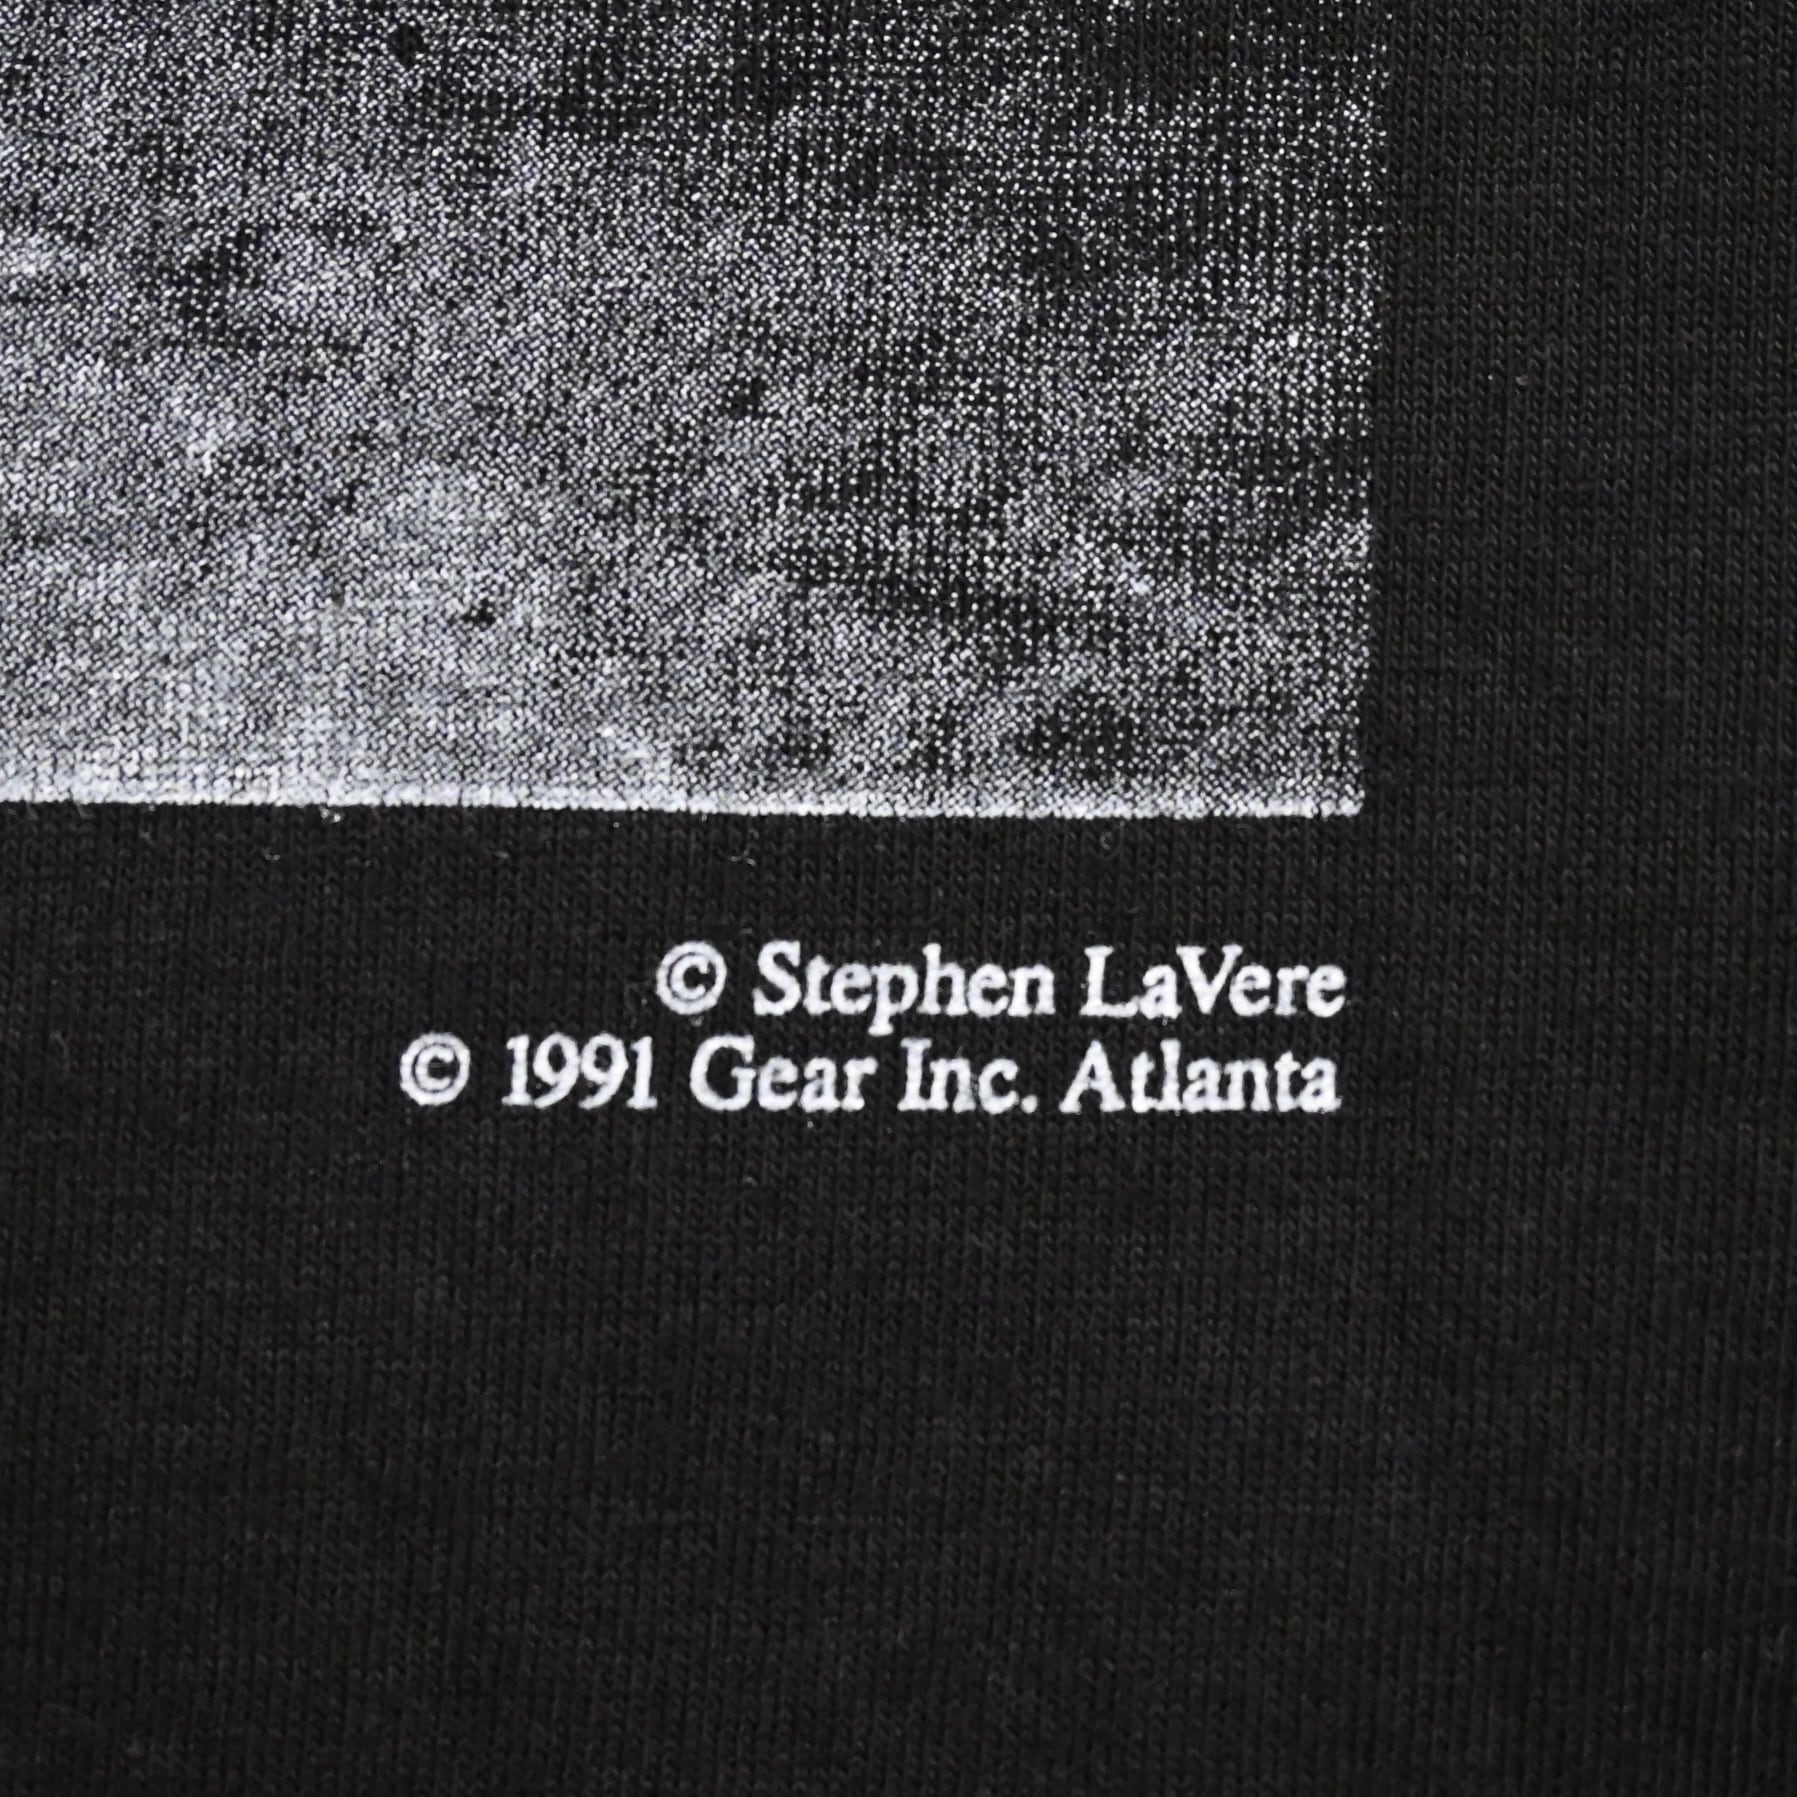 © Stephen LaVere
© 1991 Gear Inc. Atlanta